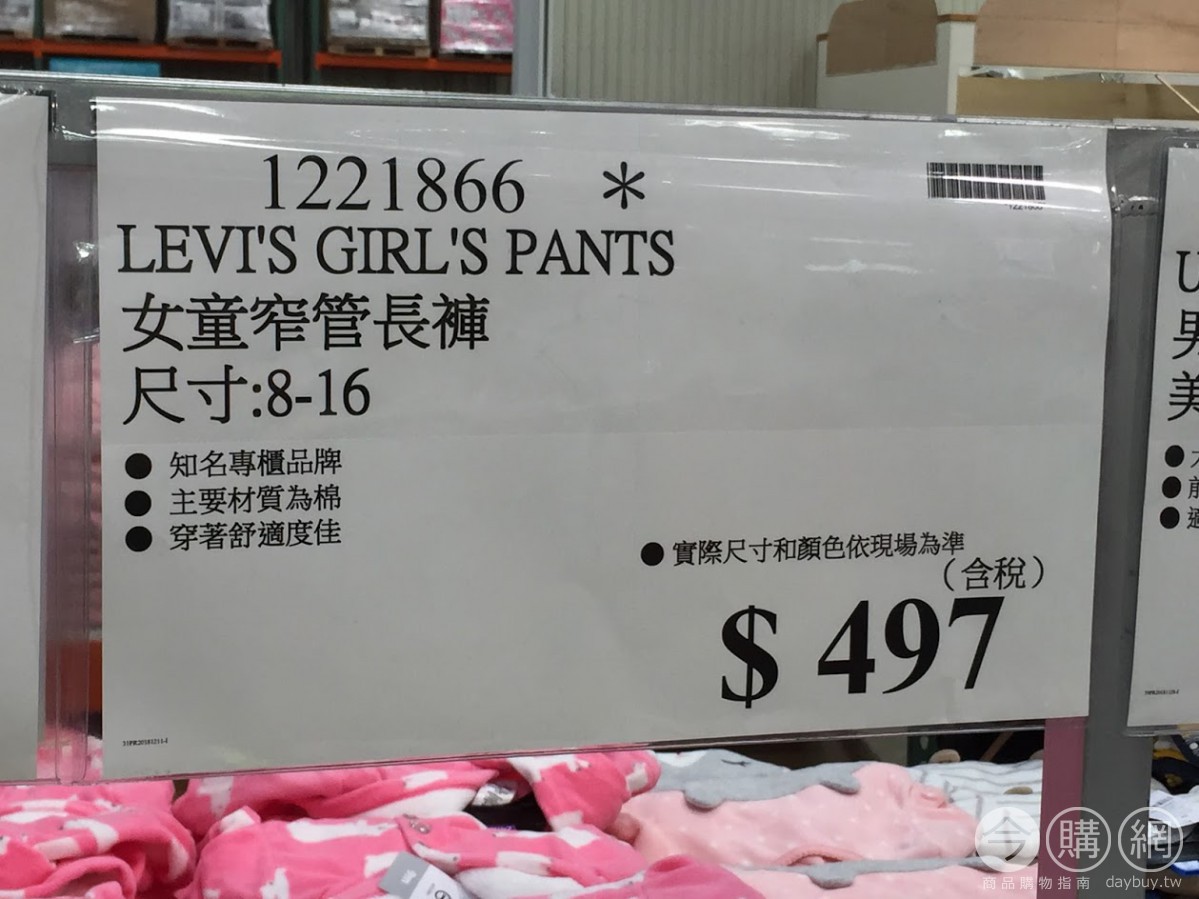 1221866 *
LEVI'S GIRL'S PANTS
女童窄管長褲
尺寸:8-16
● 知名專櫃品牌
● 主要材質為棉
● 穿著舒適度佳
● 實際尺寸和顏色依現場為準
（含稅）
$ 497
U
男
美
今購網
商品購物指南 daybuy.tw